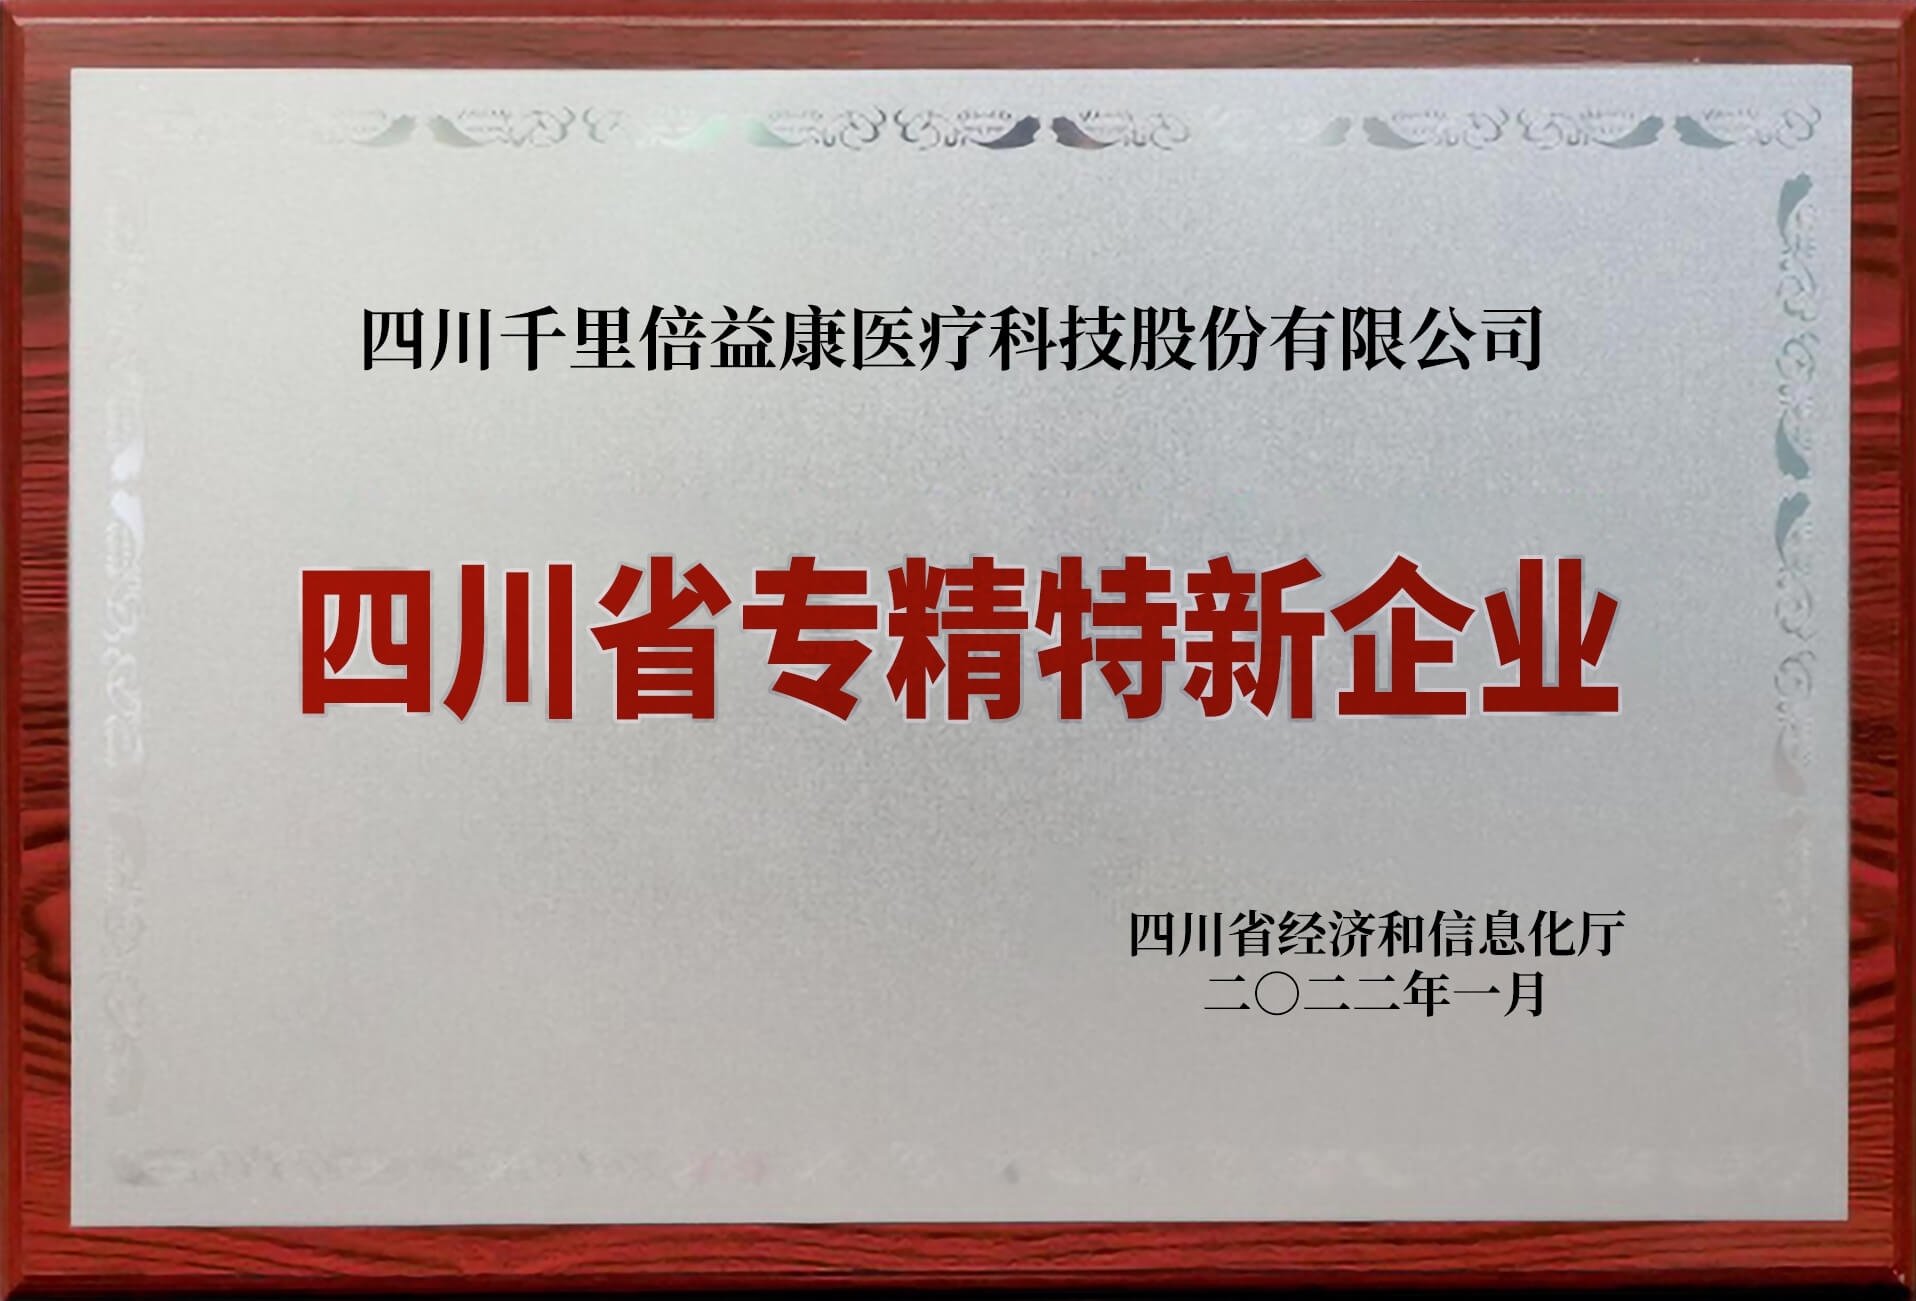 四川千里倍益康医疗科技股份有限公司
四川省专精特新企业
四川省经济和信息化厅
二〇二二年一月